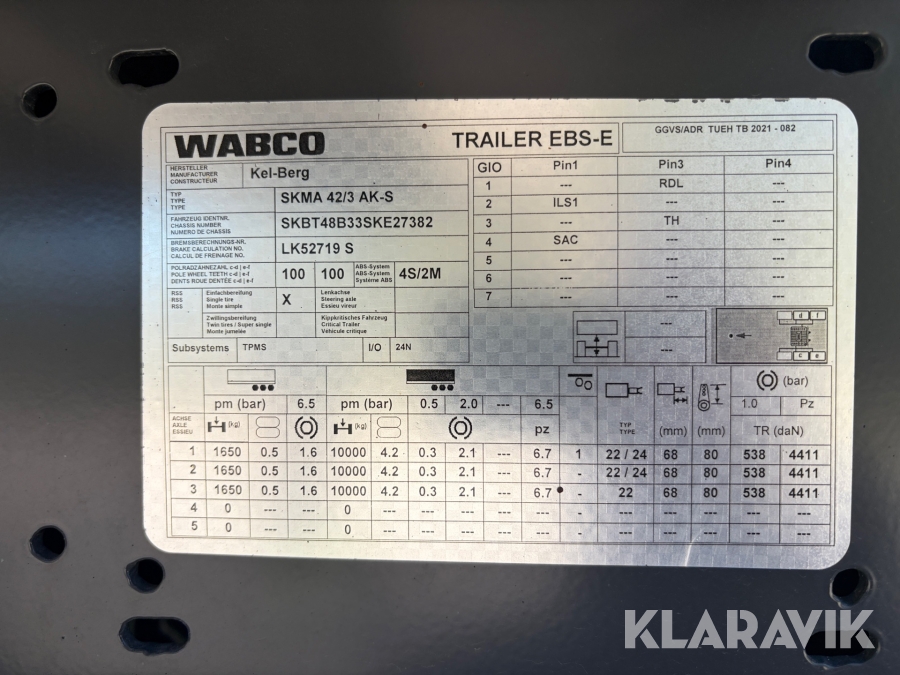 WABCO
TRAILER EBS-E
GGVS/ADR TUEH TB 2021 - 082
HERSTELLER
MANUFACTURER
CONSTRUCTEUR
Kel-Berg
TYP
TYPE
TYPE
SKMA 42/3 AK-S
FAHRZEUG IDENTNR.
CHASSIS NUMBER
NUMERO DE CHASSIS
SKBT48B33SKE27382
BREMSBERECHNUNGS-NR.
BRAKE CALCULATION NO.
CALCUL DE FREINAGE NO.
LK52719 S
POLRADZÄHNEZAHL c-d | e-f
POLE WHEEL TEETH c-d | e-f
DENTS ROUE DENTÉE c-d | e-f
100 100
ABS-System
ABS-System
Système ABS
4S/2M
RSS
RSS
RSS
Einfachbereifung
Single tire
Monte simple
X
Lenkachse
Steering axle
Essieu vireur
Zwillingsbereifung
Twin tires / Super single
Monte jumelée
Kippkritisches Fahrzeug
Critical Trailer
Vehicule critique
Subsystems TPMS I/O 24N
GIO Pin1 Pin3 Pin4
1 --- RDL ---
2 ILS1 --- ---
3 --- TH ---
4 SAC --- ---
5 --- --- ---
6 --- --- ---
7 --- --- ---
---
---
d f
c e
pm (bar) 6.5 pm (bar) 0.5 2.0 --- 6.5
(bar)
1.0 Pz
ACHSE
AXLE
ESSIEU
(kg) (kg) pz
TYP
TYPE
(mm) (mm) TR (daN)
1 1650 0.5 1.6 10000 4.2 0.3 2.1 --- 6.7 1 22 / 24 68 80 538 4411
2 1650 0.5 1.6 10000 4.2 0.3 2.1 --- 6.7 - 22 / 24 68 80 538 4411
3 1650 0.5 1.6 10000 4.2 0.3 2.1 --- 6.7 - 22 68 80 538 4411
4 0 --- --- 0 --- --- --- --- --- - --- --- --- --- ---
5 0 --- --- 0 --- --- --- --- --- - --- --- --- --- ---
KLARAVIK